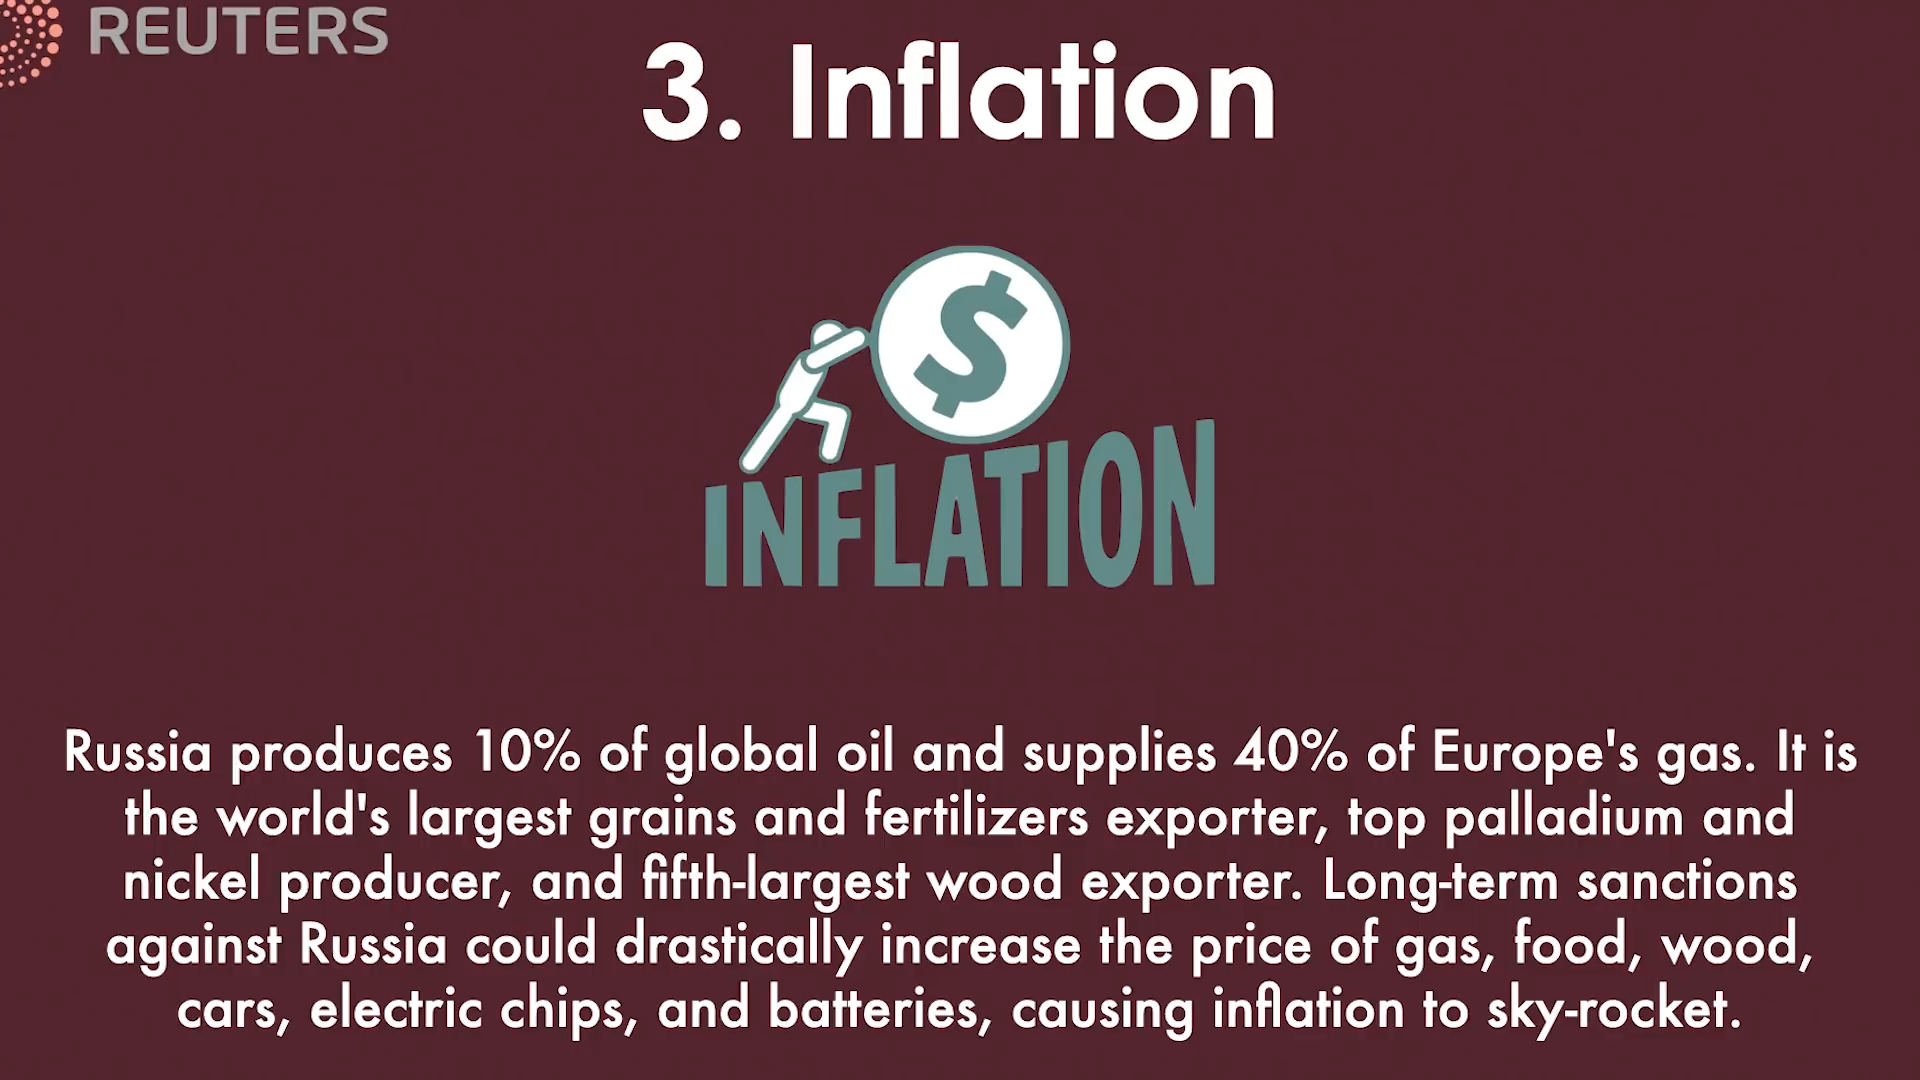 REUTERS
3. Inflation
$
INFLATION
Russia produces 10% of global oil and supplies 40% of Europe's gas. It is
the world's largest grains and fertilizers exporter, top palladium and
nickel producer, and fifth-largest wood exporter. Long-term sanctions
against Russia could drastically increase the price of gas, food, wood,
cars, electric chips, and batteries, causing inflation to sky-rocket.